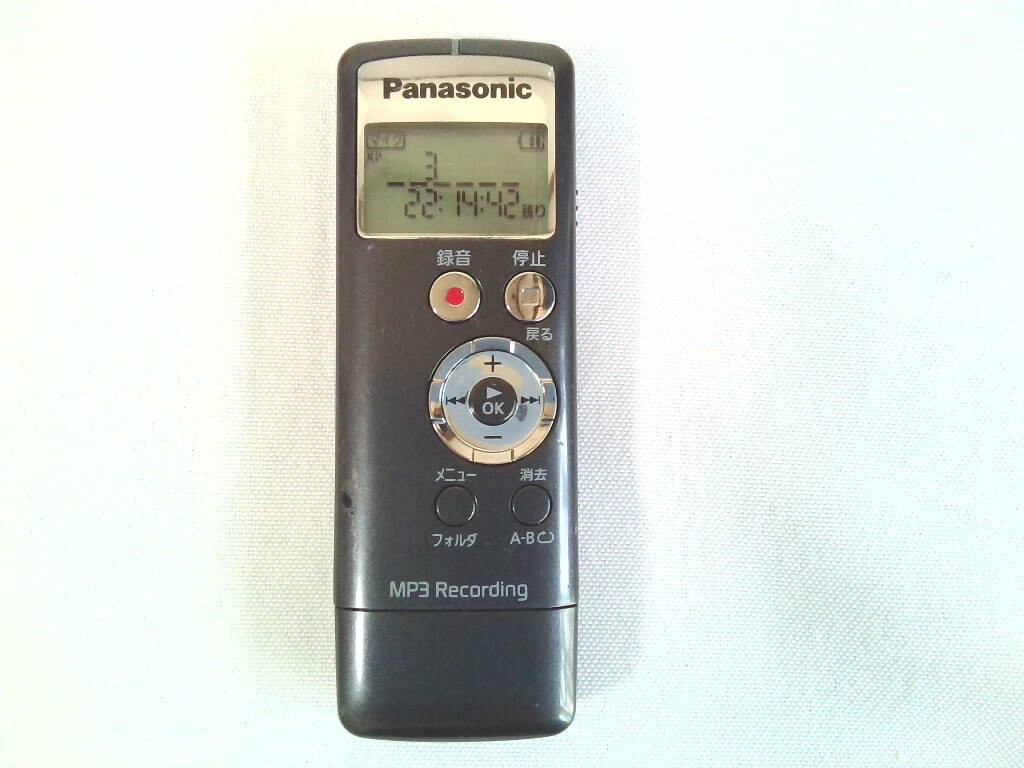 Panasonic
マイク
XP
3
22:14:42 残り
録音 停止
戻る
+
OK
−
メニュー 消去
フォルダ A-B
MP3 Recording